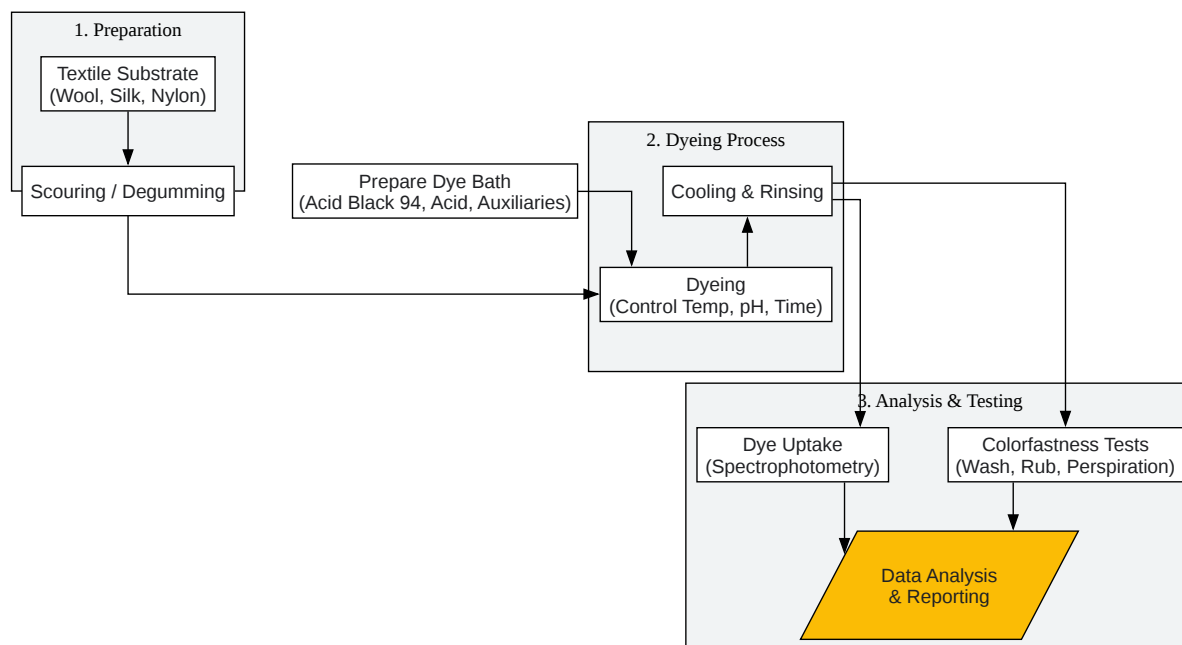 1. Preparation
Textile Substrate
(Wool, Silk, Nylon)
Scouring / Degumming
Prepare Dye Bath
(Acid Black 94, Acid, Auxiliaries)
2. Dyeing Process
Cooling & Rinsing
Dyeing
(Control Temp, pH, Time)
3. Analysis & Testing
Dye Uptake
(Spectrophotometry)
Colorfastness Tests
(Wash, Rub, Perspiration)
Data Analysis
& Reporting